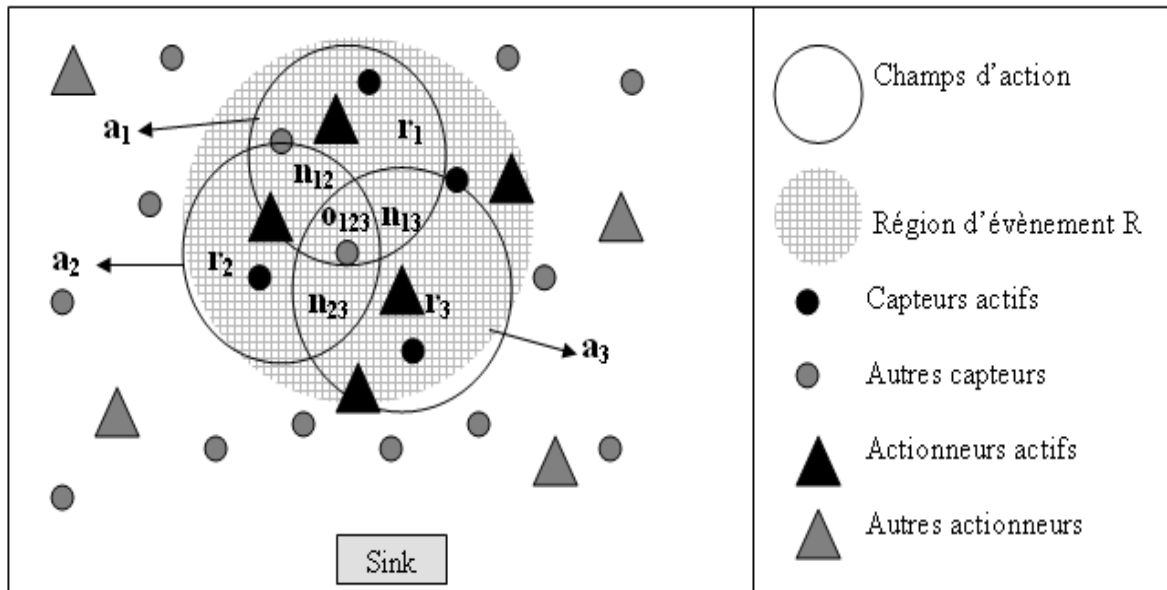 a1
r1
n12
o123
n13
a2
r2
n23
r3
a3
Sink
Champs d'action
Région d'évènement R
Capteurs actifs
Autres capteurs
Actionneurs actifs
Autres actionneurs